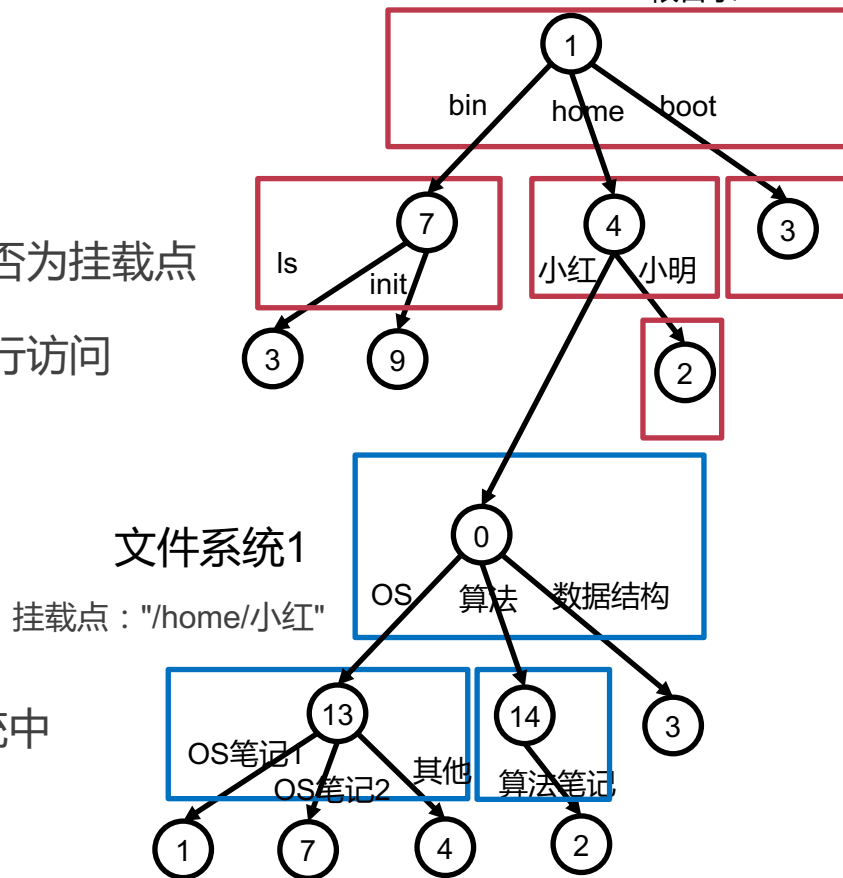 1
bin
home
boot
7
4
3
否为挂载点
ls
init
小红
小明
行访问
3
9
2
文件系统1
0
挂载点："/home/小红"
OS
算法
数据结构
13
14
3
统中
OS笔记1
OS笔记2
其他
算法笔记
1
7
4
2